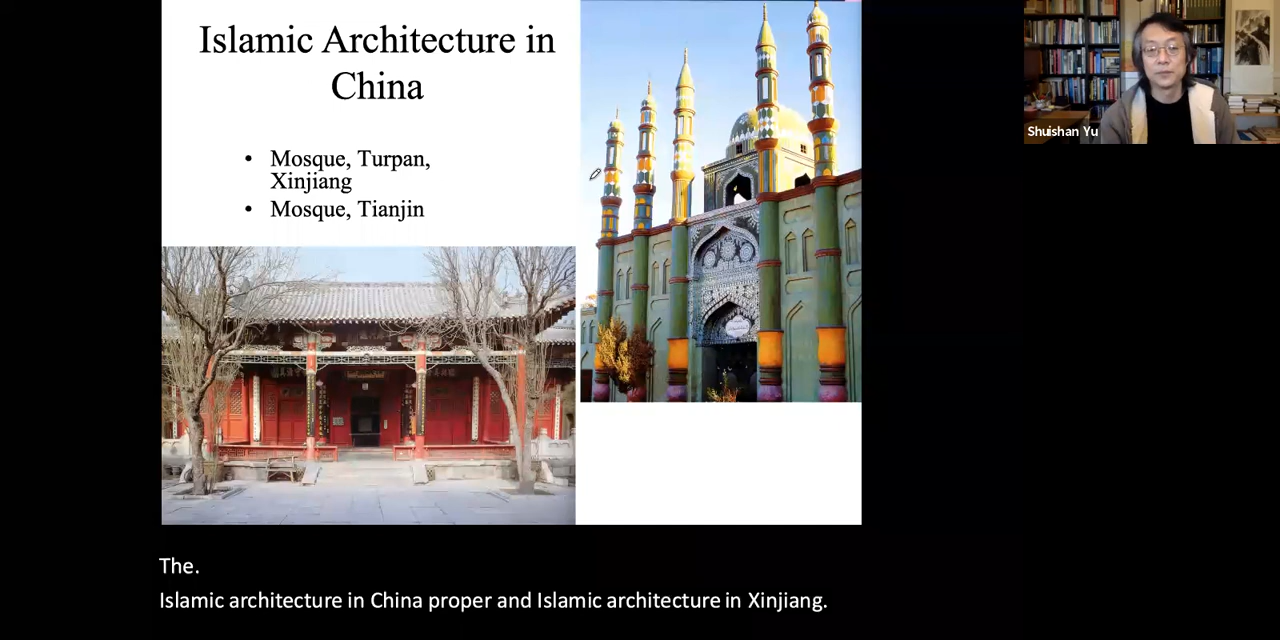 Islamic Architecture in
China
• Mosque, Turpan,
Xinjiang
• Mosque, Tianjin
Shuishan Yu
The.
Islamic architecture in China proper and Islamic architecture in Xinjiang.